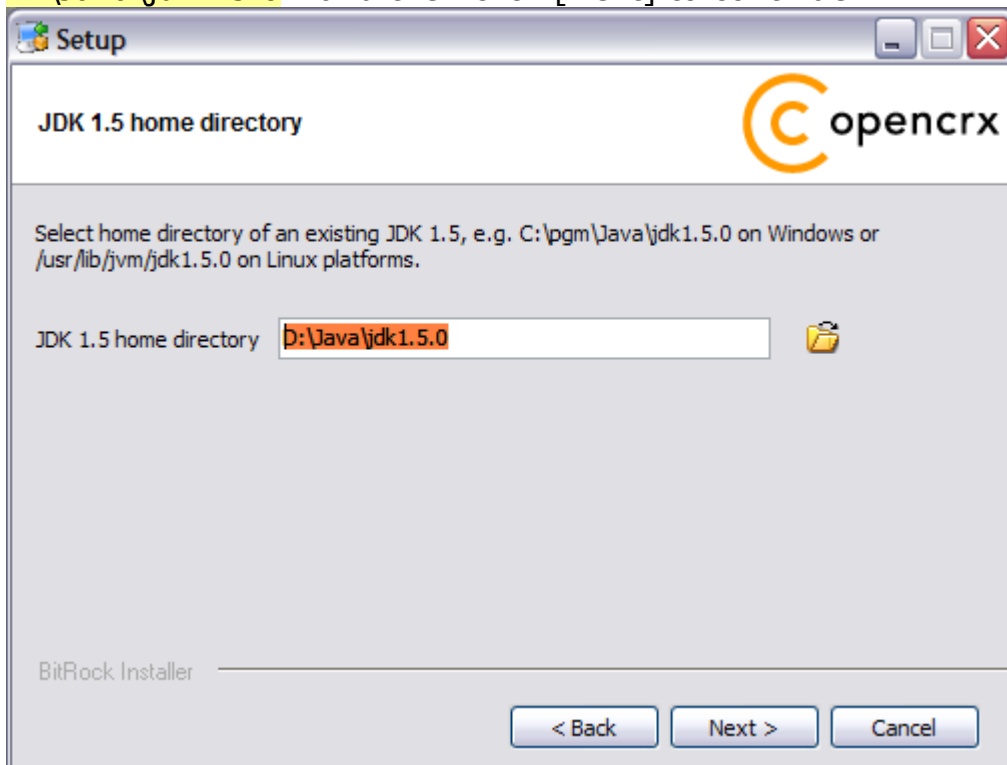 Setup
JDK 1.5 home directory
opencrx
Select home directory of an existing JDK 1.5, e.g. C:\pgm\Java\jdk1.5.0 on Windows or
/usr/lib/jvm/jdk1.5.0 on Linux platforms.
JDK 1.5 home directory D:\Java\jdk1.5.0
BitRock Installer
< Back Next > Cancel